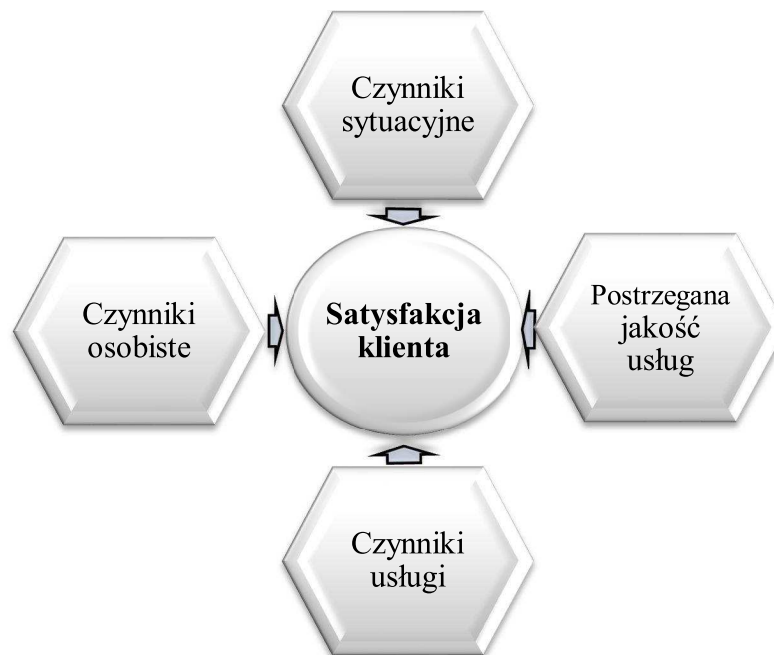 Czynniki
sytuacyjne
Czynniki
osobiste
Satysfakcja
klienta
Postrzegana
jakość
usług
Czynniki
usługi